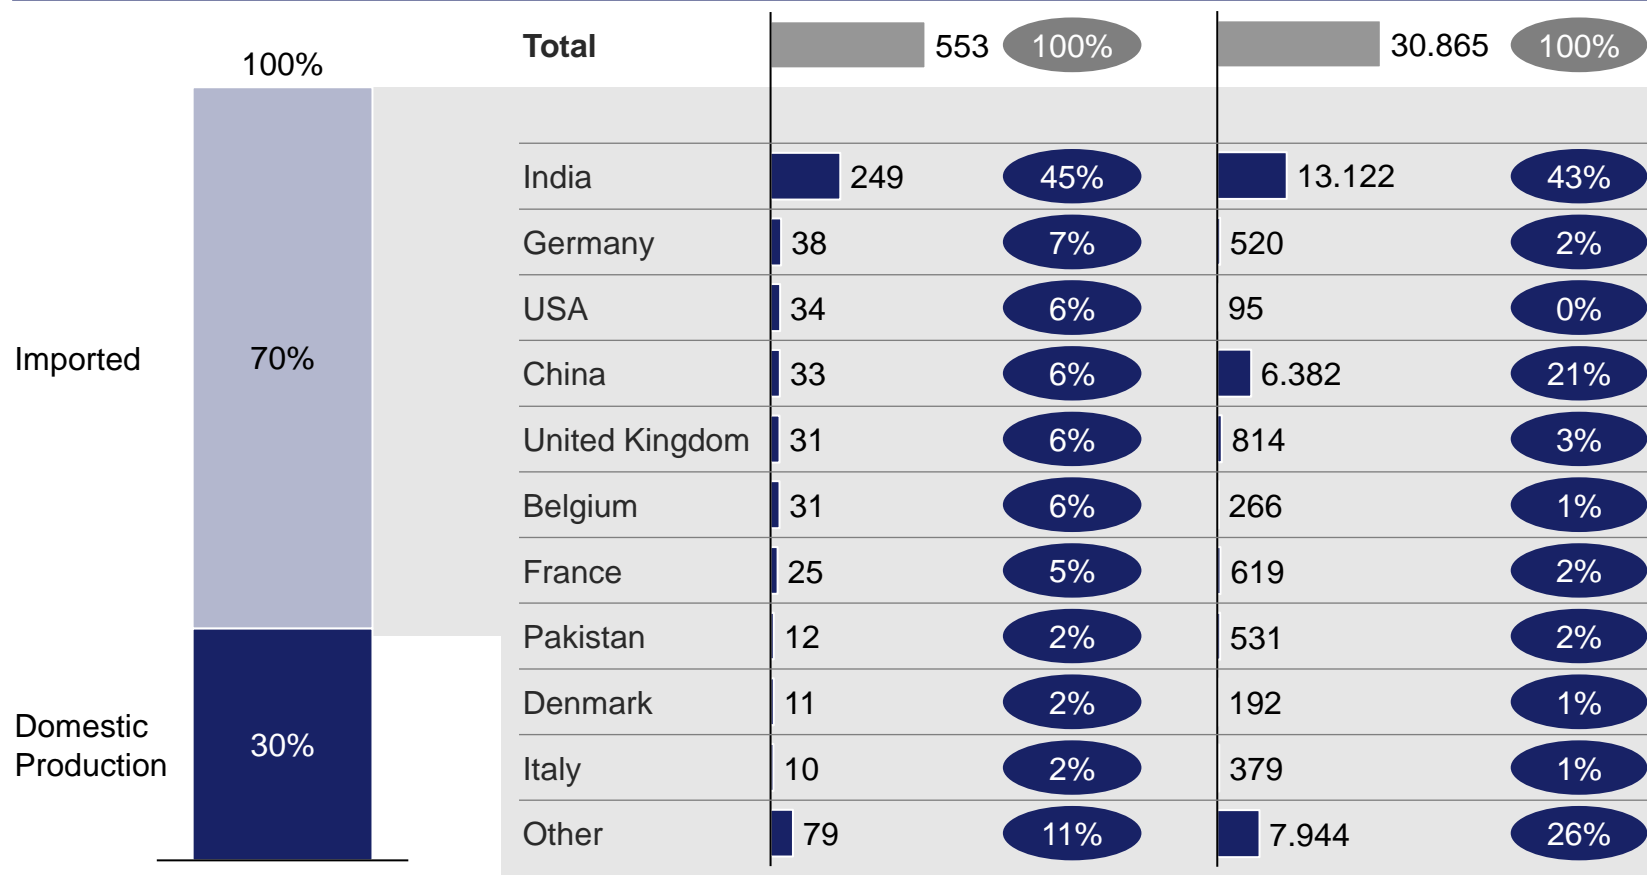 100%
Imported
70%
Domestic
Production
30%
Total 553 100% 30.865 100%
India 249 45% 13.122 43%
Germany 38 7% 520 2%
USA 34 6% 95 0%
China 33 6% 6.382 21%
United Kingdom 31 6% 814 3%
Belgium 31 6% 266 1%
France 25 5% 619 2%
Pakistan 12 2% 531 2%
Denmark 11 2% 192 1%
Italy 10 2% 379 1%
Other 79 11% 7.944 26%